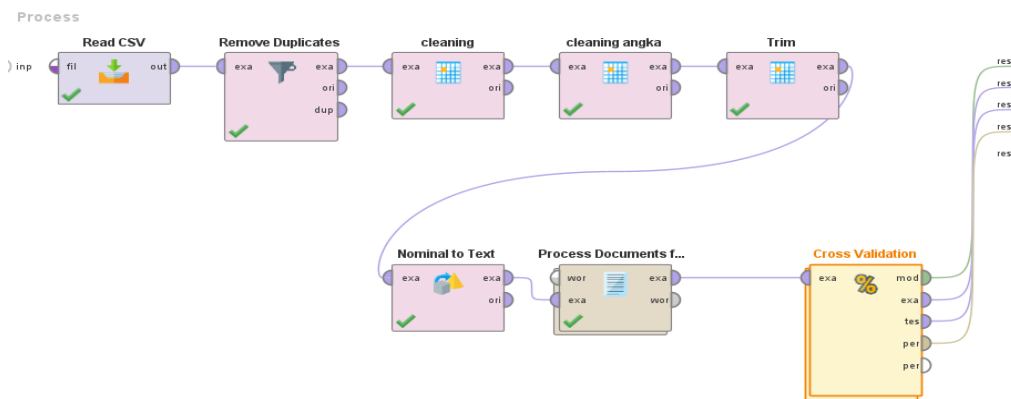 Process
Read CSV
Remove Duplicates
cleaning
cleaning angka
Trim
inp
fil
out
exa
exa
ori
dup
exa
exa
ori
exa
exa
ori
exa
exa
ori
res
res
res
res
res
Nominal to Text
Process Documents f...
Cross Validation
exa
exa
ori
wor
exa
exa
wor
exa
mod
exa
tes
per
per
%